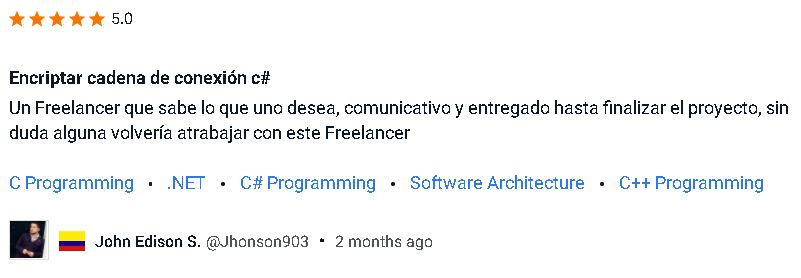 5.0
Encriptar cadena de conexión c#
Un Freelancer que sabe lo que uno desea, comunicativo y entregado hasta finalizar el proyecto, sin
duda alguna volvería atrabajar con este Freelancer
C Programming • .NET • C# Programming • Software Architecture • C++ Programming
John Edison S. @Jhonson903 • 2 months ago